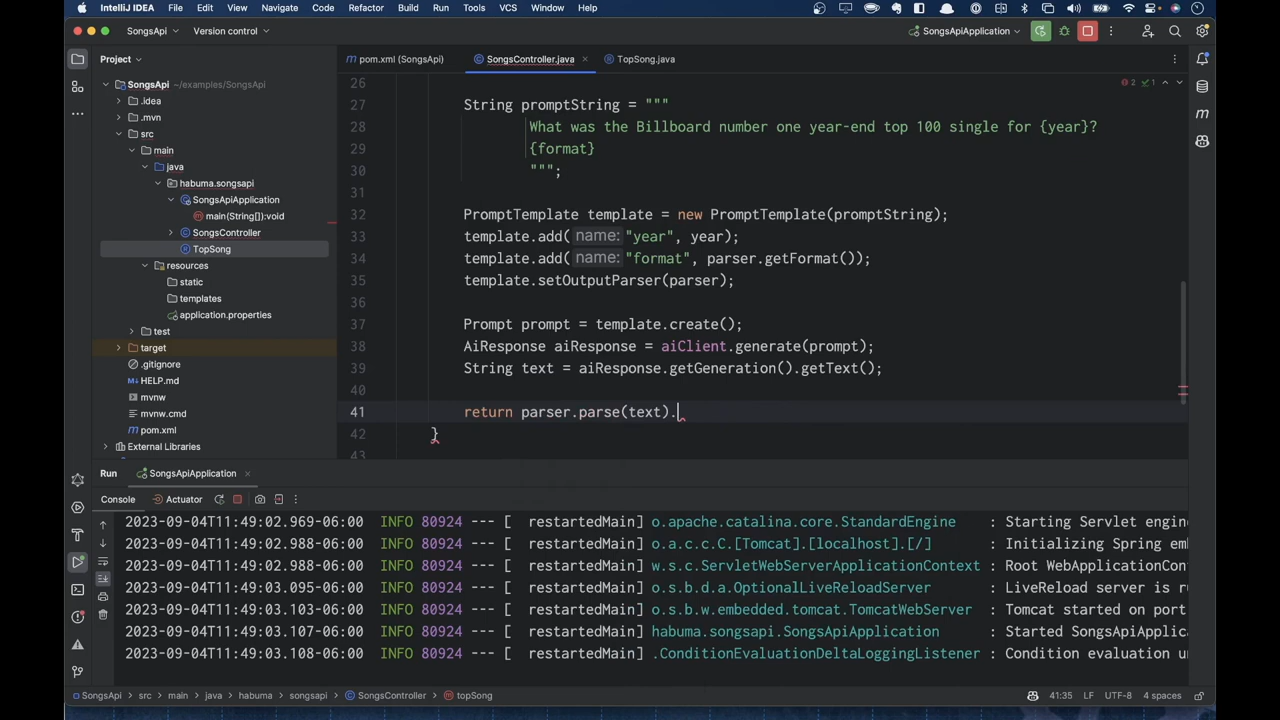 IntelliJ IDEA File Edit View Navigate Code Refactor Build Run Tools VCS Window Help
SongsApi Version control SongsApiApplication
Project
pom.xml (SongsApi) SongsController.java TopSong.java
SongsApi ~/examples/SongsApi
.idea
.mvn
src
main
java
habuma.songsapi
SongsApiApplication
main(String[]):void
SongsController
TopSong
resources
static
templates
application.properties
test
target
.gitignore
HELP.md
mvnw
mvnw.cmd
pom.xml
External Libraries
2 1
26
27 String promptString = """
28 What was the Billboard number one year-end top 100 single for {year}?
29 {format}
30 """;
31
32 PromptTemplate template = new PromptTemplate(promptString);
33 template.add( name: "year", year);
34 template.add( name: "format", parser.getFormat());
35 template.setOutputParser(parser);
36
37 Prompt prompt = template.create();
38 AiResponse aiResponse = aiClient.generate(prompt);
39 String text = aiResponse.getGeneration().getText();
40
41 return parser.parse(text).
42 }
43
Run SongsApiApplication
Console Actuator
2023-09-04T11:49:02.969-06:00 INFO 80924 --- [ restartedMain] o.apache.catalina.core.StandardEngine : Starting Servlet engin
2023-09-04T11:49:02.988-06:00 INFO 80924 --- [ restartedMain] o.a.c.c.C.[Tomcat].[localhost].[/] : Initializing Spring emb
2023-09-04T11:49:02.988-06:00 INFO 80924 --- [ restartedMain] w.s.c.ServletWebServerApplicationContext : Root WebApplicationCon
2023-09-04T11:49:03.095-06:00 INFO 80924 --- [ restartedMain] o.s.b.d.a.OptionalLiveReloadServer : LiveReload server is r
2023-09-04T11:49:03.103-06:00 INFO 80924 --- [ restartedMain] o.s.b.w.embedded.tomcat.TomcatWebServer : Tomcat started on port
2023-09-04T11:49:03.107-06:00 INFO 80924 --- [ restartedMain] habuma.songsapi.SongsApiApplication : Started SongsApiApplic
2023-09-04T11:49:03.108-06:00 INFO 80924 --- [ restartedMain] .ConditionEvaluationDeltaLoggingListener : Condition evaluation u
SongsApi › src › main › java › habuma › songsapi › SongsController › topSong 41:35 LF UTF-8 4 spaces